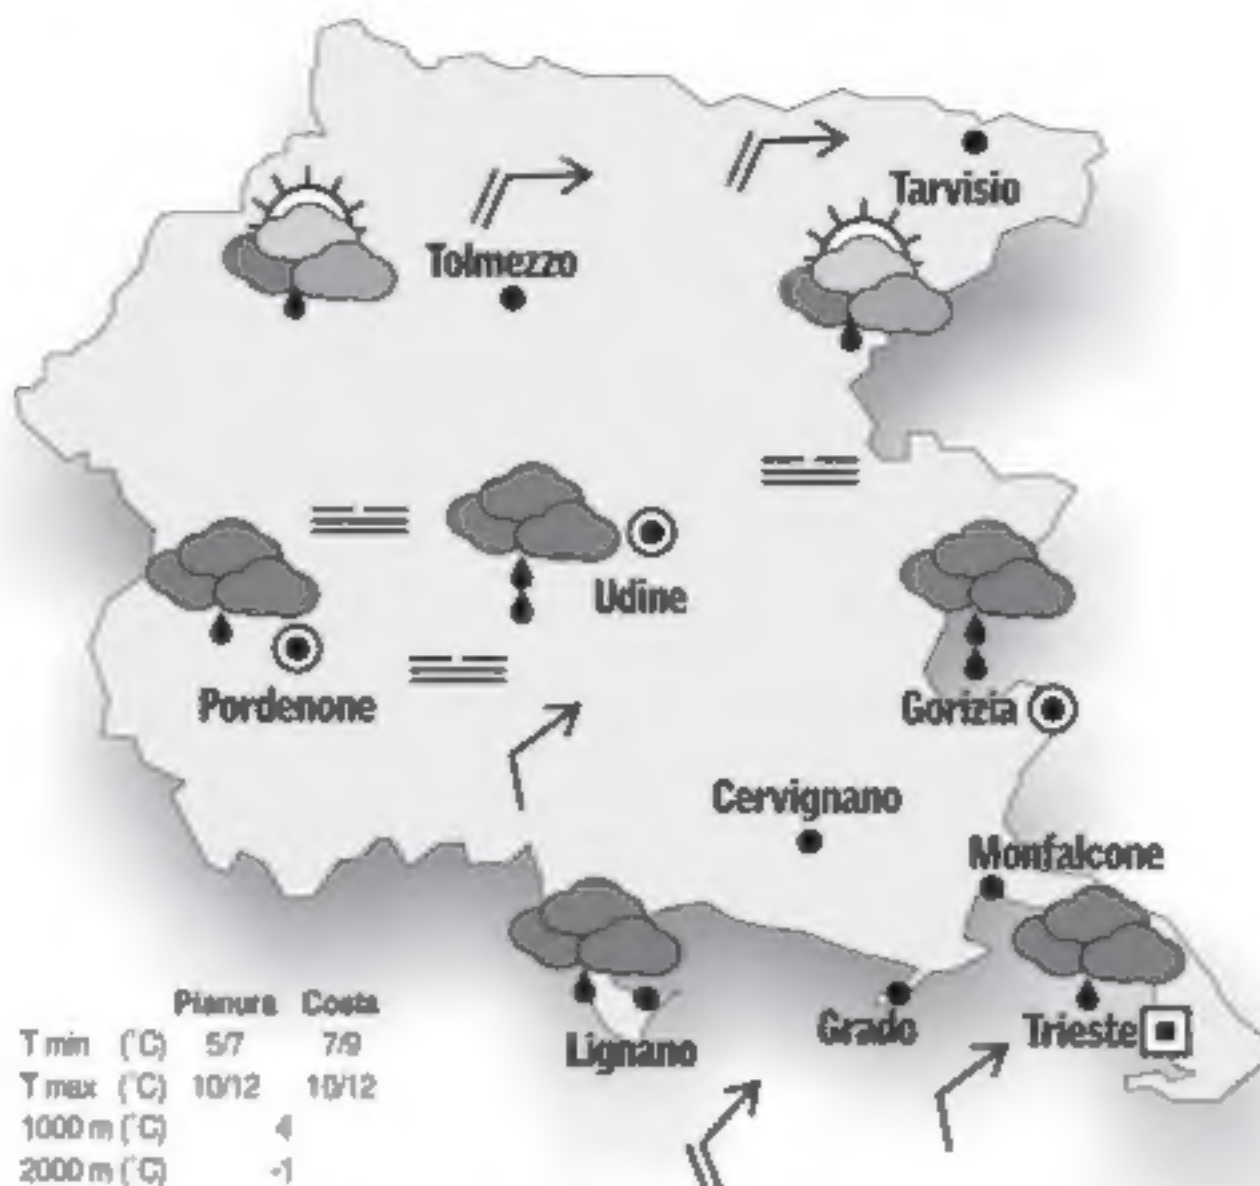 Tarvisio
Tolmezzo
Udine
Pordenone
Gorizia
Cervignano
Monfalcone
Lignano
Grado
Trieste
Pianura Costa
T min (°C) 5/7 7/9
T max (°C) 10/12 10/12
1000 m (°C) 4
2000 m (°C) -1